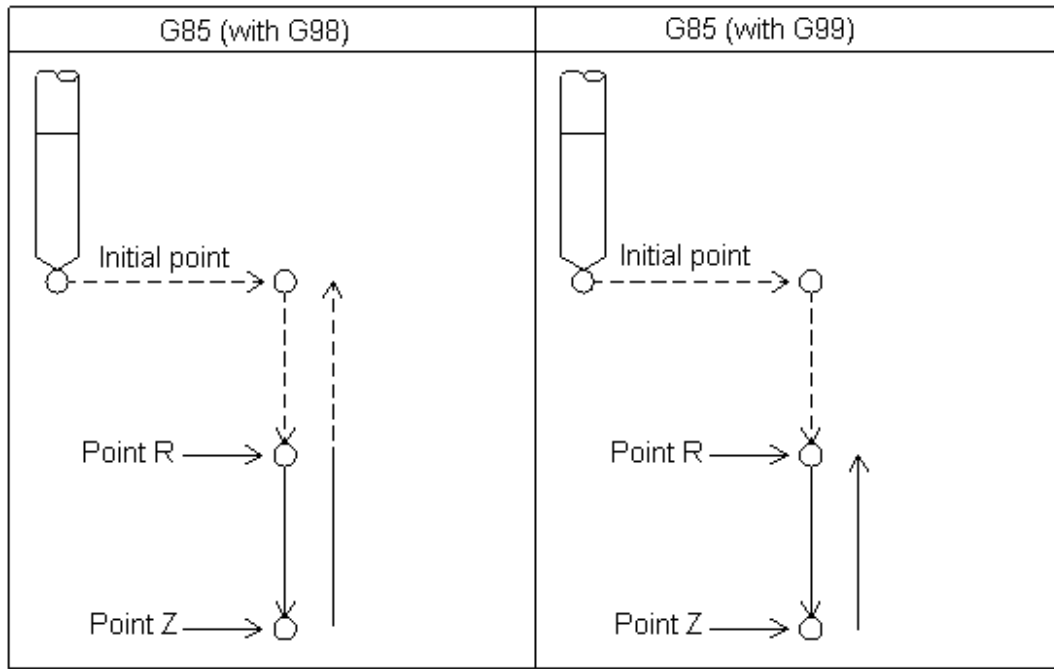 G85 (with G98)
G85 (with G99)
Initial point
Initial point
Point R
Point R
Point Z
Point Z